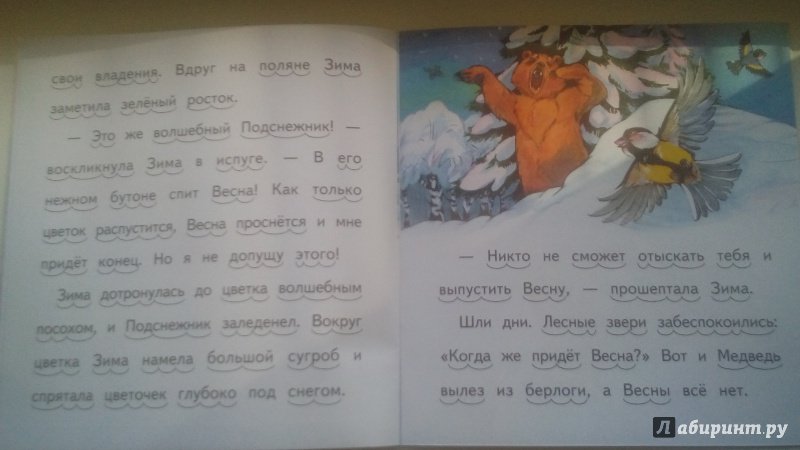 свои владения. Вдруг на поляне Зима
заметила зелёный росток.
— Это же волшебный Подснежник! —
воскликнула Зима в испуге. — В его
нежном бутоне спит Весна! Как только
цветок распустится, Весна проснётся и мне
придёт конец. Но я не допущу этого!
Зима дотронулась до цветка волшебным
посохом, и Подснежник заледенел. Вокруг
цветка Зима намела большой сугроб и
спрятала цветочек глубоко под снегом.
— Никто не сможет отыскать тебя и
выпустить Весну, — прошептала Зима.
Шли дни. Лесные звери забеспокоились:
«Когда же придёт Весна?» Вот и Медведь
вылез из берлоги, а Весны всё нет.
Лабиринт.ру